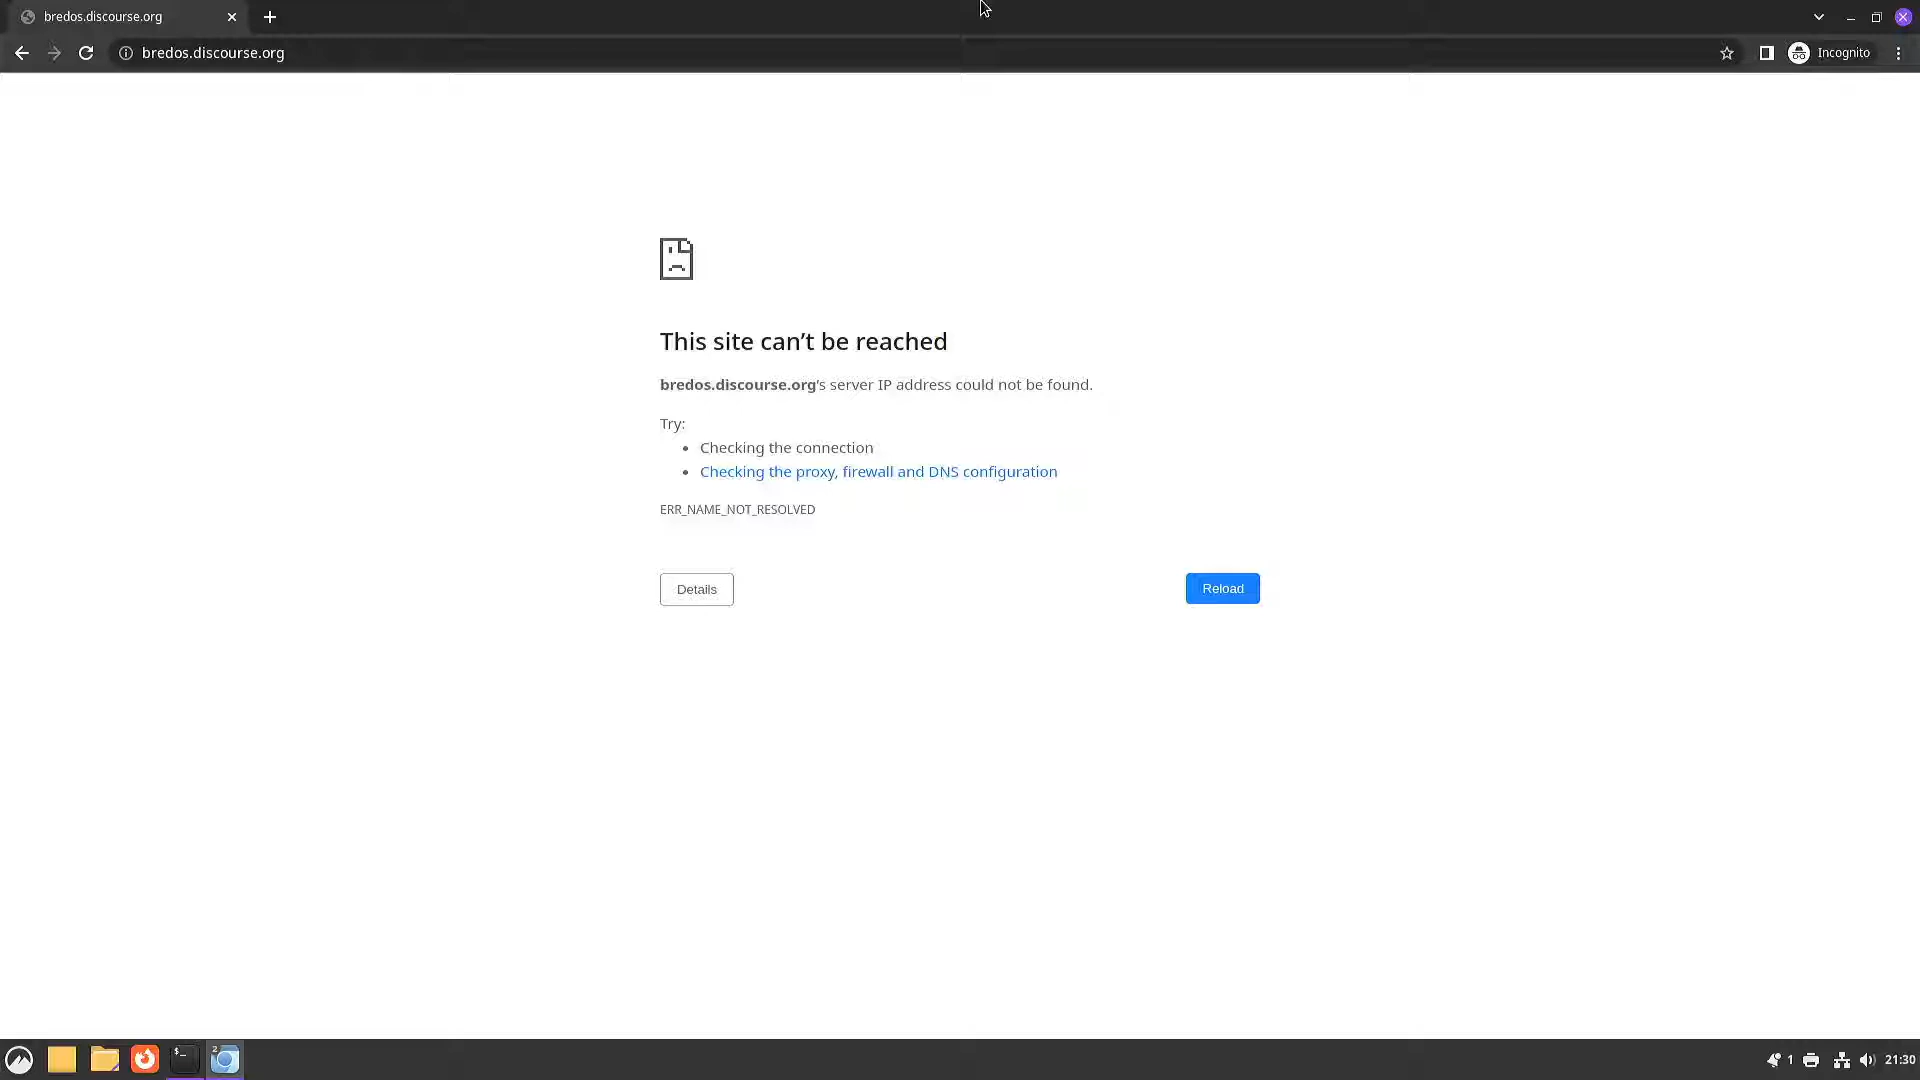 bredos.discourse.org
bredos.discourse.org
Incognito
This site can’t be reached
bredos.discourse.org's server IP address could not be found.
Try:
• Checking the connection
• Checking the proxy, firewall and DNS configuration
ERR_NAME_NOT_RESOLVED
Details
Reload
$_
2
1
21:30